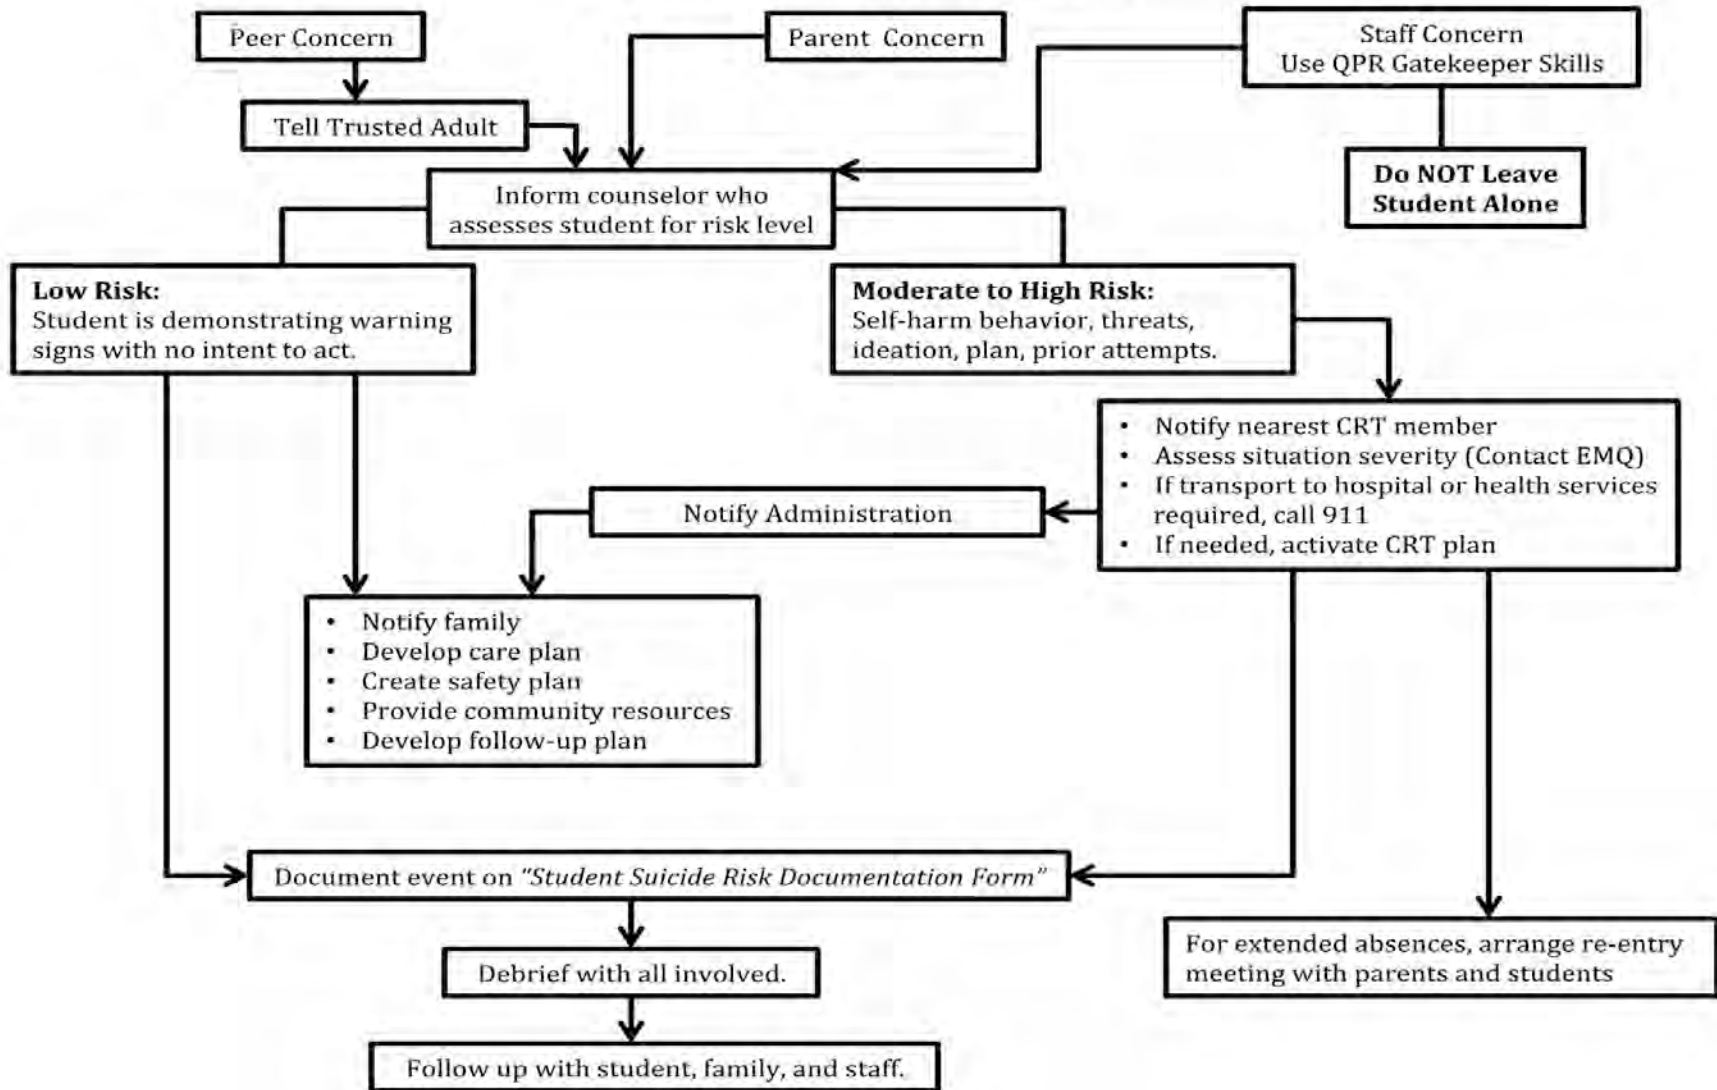 Peer Concern
Parent Concern
Staff Concern
Use QPR Gatekeeper Skills
Tell Trusted Adult
Do NOT Leave
Student Alone
Inform counselor who
assesses student for risk level
Low Risk:
Student is demonstrating warning
signs with no intent to act.
Moderate to High Risk:
Self-harm behavior, threats,
ideation, plan, prior attempts.
• Notify nearest CRT member
• Assess situation severity (Contact EMQ)
• If transport to hospital or health services
required, call 911
• If needed, activate CRT plan
Notify Administration
• Notify family
• Develop care plan
• Create safety plan
• Provide community resources
• Develop follow-up plan
Document event on "Student Suicide Risk Documentation Form"
For extended absences, arrange re-entry
meeting with parents and students
Debrief with all involved.
Follow up with student, family, and staff.